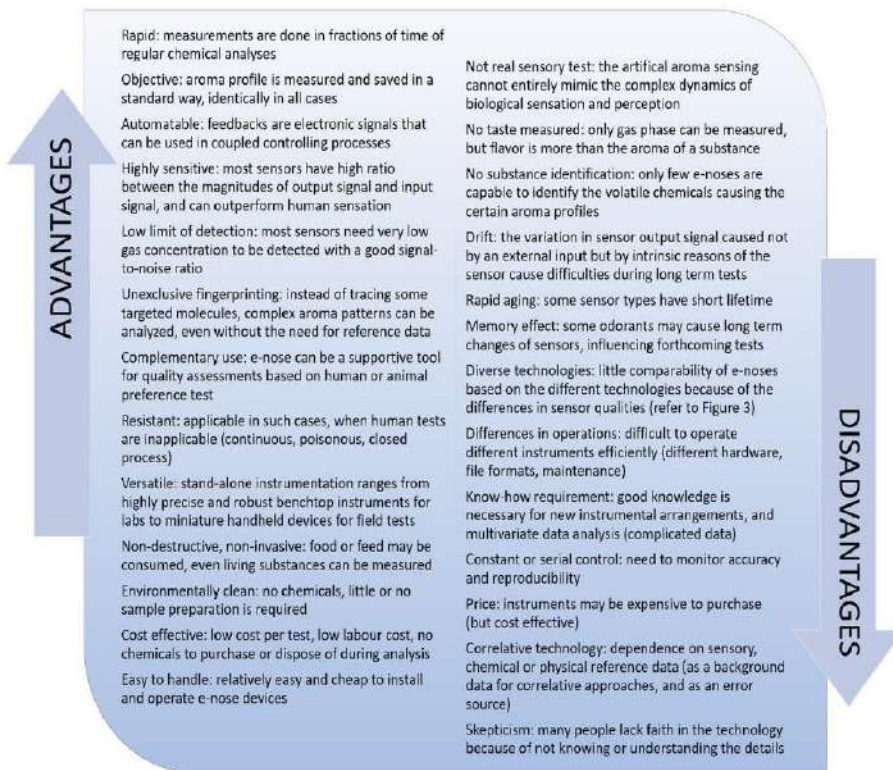 ADVANTAGES
Rapid: measurements are done in fractions of time of
regular chemical analyses
Objective: aroma profile is measured and saved in a
standard way, identically in all cases
Automatable: feedbacks are electronic signals that
can be used in coupled controlling processes
Highly sensitive: most sensors have high ratio
between the magnitudes of output signal and input
signal, and can outperform human sensation
Low limit of detection: most sensors need very low
gas concentration to be detected with a good signal-
to-noise ratio
Unexclusive fingerprinting: instead of tracing some
targeted molecules, complex aroma patterns can be
analyzed, even without the need for reference data
Complementary use: e-nose can be a supportive tool
for quality assessments based on human or animal
preference test
Resistant: applicable in such cases, when human tests
are inapplicable (continuous, poisonous, closed
process)
Versatile: stand-alone instrumentation ranges from
highly precise and robust benchtop instruments for
labs to miniature handheld devices for field tests
Non-destructive, non-invasive: food or feed may be
consumed, even living substances can be measured
Environmentally clean: no chemicals, little or no
sample preparation is required
Cost effective: low cost per test, low labour cost, no
chemicals to purchase or dispose of during analysis
Easy to handle: relatively easy and cheap to install
and operate e-nose devices
Not real sensory test: the artifical aroma sensing
cannot entirely mimic the complex dynamics of
biological sensation and perception
No taste measured: only gas phase can be measured,
but flavor is more than the aroma of a substance
No substance identification: only few e-noses are
capable to identify the volatile chemicals causing the
certain aroma profiles
Drift: the variation in sensor output signal caused not
by an external input but by intrinsic reasons of the
sensor cause difficulties during long term tests
Rapid aging: some sensor types have short lifetime
Memory effect: some odorants may cause long term
changes of sensors, influencing forthcoming tests
Diverse technologies: little comparability of e-noses
based on the different technologies because of the
differences in sensor qualities (refer to Figure 3)
Differences in operations: difficult to operate
different instruments efficiently (different hardware,
file formats, maintenance)
Know-how requirement: good knowledge is
necessary for new instrumental arrangements, and
multivariate data analysis (complicated data)
Constant or serial control: need to monitor accuracy
and reproducibility
Price: instruments may be expensive to purchase
(but cost effective)
Correlative technology: dependence on sensory,
chemical or physical reference data (as a background
data for correlative approaches, and as an error
source)
Skepticism: many people lack faith in the technology
because of not knowing or understanding the details
DISADVANTAGES